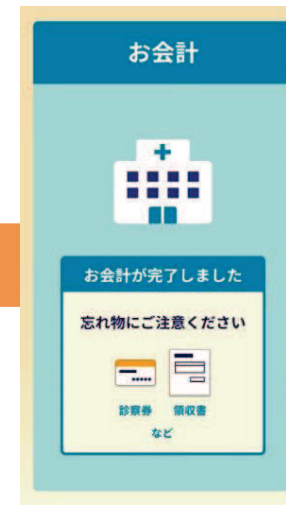 お会計
お会計が完了しました
忘れ物にご注意ください
診察券 領収書
など